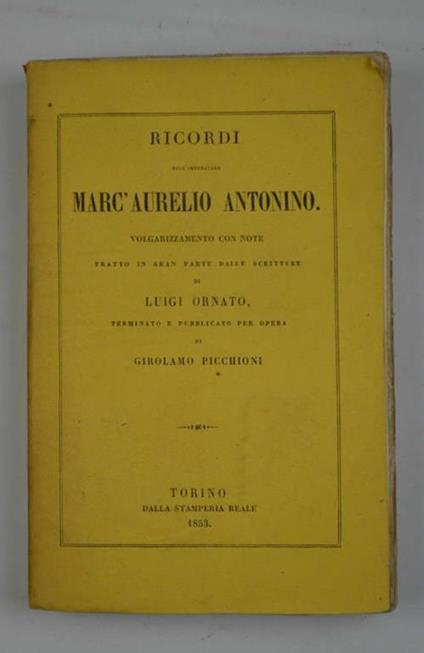 RICORDI
DELL'IMPERATORE
MARC'AURELIO ANTONINO.
VOLGARIZZAMENTO CON NOTE
TRATTO IN GRAN PARTE DALLE SCRITTURE
DI
LUIGI ORNATO,
TERMINATO E PUBBLICATO PER OPERA
DI
GIROLAMO PICCHIONI
TORINO
DALLA STAMPERIA REALE
1853.